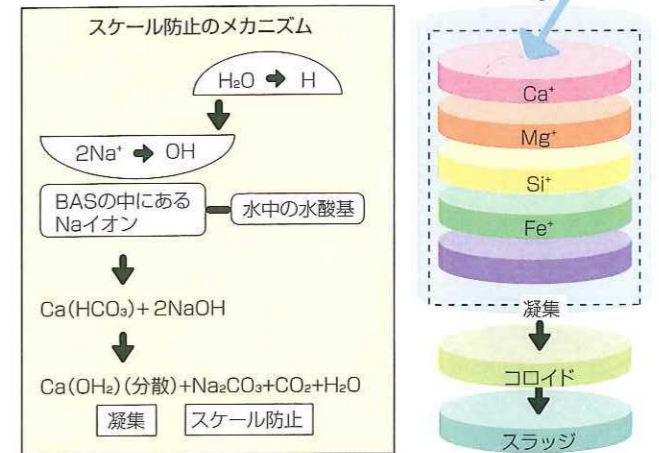 スケール防止のメカニズム
H₂O ➡ H
2Na⁺ ➡ OH
BASの中にある
Naイオン
水中の水酸基
Ca(HCO₃)+2NaOH
Ca(OH₂)(分散)+Na₂CO₃+CO₂+H₂O
凝集
スケール防止
Ca⁺
Mg⁺
Si⁺
Fe⁺
凝集
コロイド
スラッジ